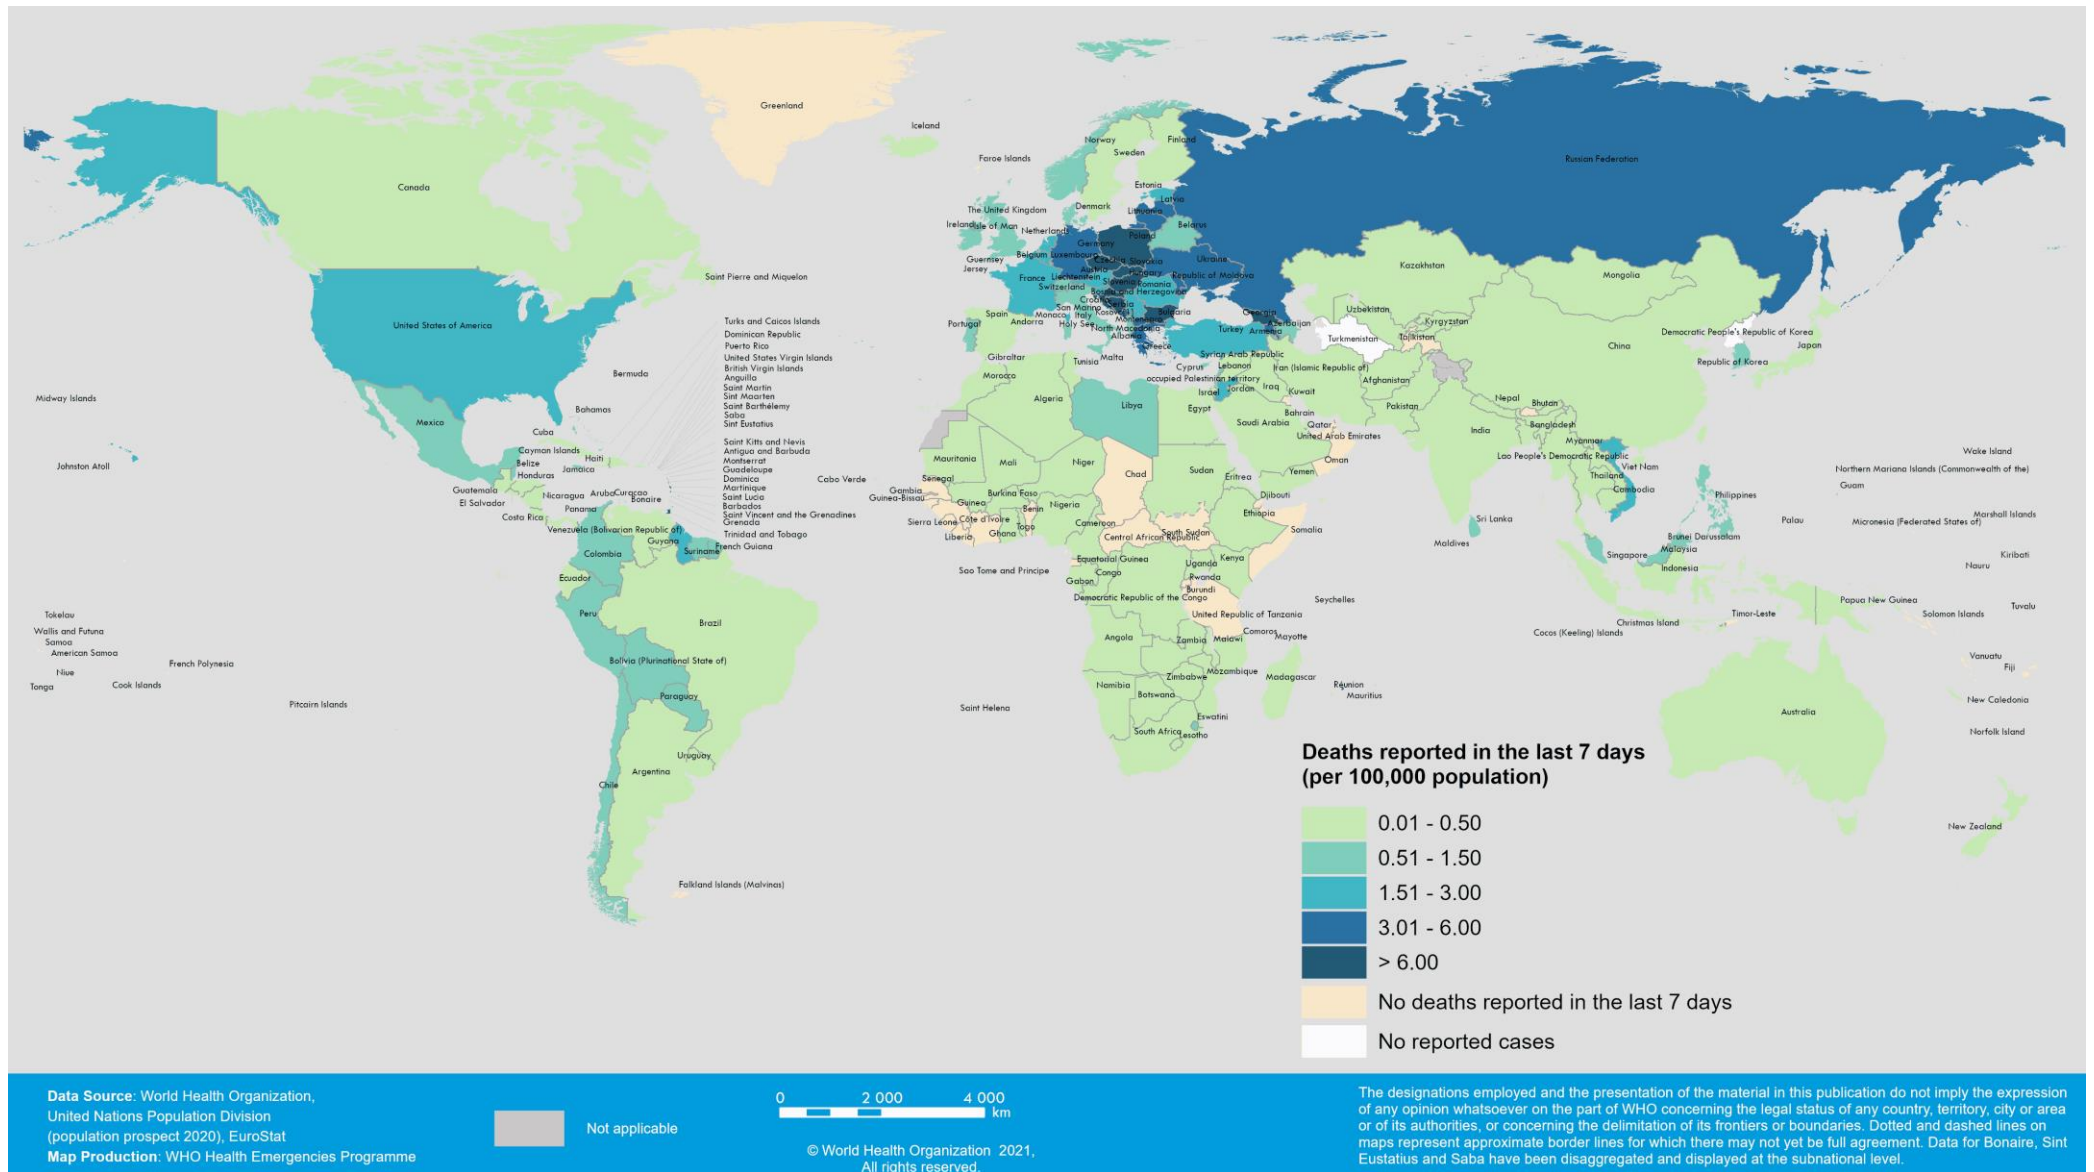 Greenland
Iceland
Faroe Islands
Norway
Sweden
Finland
Russian Federation
Canada
Estonia
Latvia
Lithuania
Denmark
The United Kingdom
Ireland
Isle of Man
Netherlands
Belarus
Germany
Poland
Guernsey
Jersey
Belgium
Luxembourg
Czechia
Slovakia
Ukraine
Austria
Hungary
Republic of Moldova
France
Liechtenstein
Switzerland
Slovenia
Romania
Bosnia and Herzegovina
Croatia
Serbia
San Marino
Monaco
Italy
Kosovo[1]
Bulgaria
Spain
Andorra
Portugal
Holy See
Montenegro
North Macedonia
Albania
Greece
Georgia
Azerbaijan
Turkey
Armenia
Kazakhstan
Mongolia
Uzbekistan
Kyrgyzstan
Turkmenistan
Tajikistan
China
Democratic People's Republic of Korea
Japan
Republic of Korea
Saint Pierre and Miquelon
United States of America
Turks and Caicos Islands
Dominican Republic
Puerto Rico
United States Virgin Islands
British Virgin Islands
Anguilla
Saint Martin
Sint Maarten
Saint Barthélemy
Saba
Sint Eustatius
Saint Kitts and Nevis
Antigua and Barbuda
Montserrat
Guadeloupe
Dominica
Martinique
Saint Lucia
Barbados
Saint Vincent and the Grenadines
Grenada
Trinidad and Tobago
French Guiana
Bermuda
Midway Islands
Bahamas
Mexico
Cuba
Cayman Islands
Belize
Haiti
Jamaica
Honduras
Johnston Atoll
Guatemala
El Salvador
Nicaragua
Aruba
Curaçao
Bonaire
Costa Rica
Panama
Venezuela (Bolivarian Republic of)
Guyana
Suriname
Colombia
Ecuador
Peru
Brazil
Bolivia (Plurinational State of)
Paraguay
Uruguay
Argentina
Chile
Falkland Islands (Malvinas)
Tokelau
Wallis and Futuna
Samoa
American Samoa
Niue
Tonga
Cook Islands
French Polynesia
Pitcairn Islands
Gibraltar
Tunisia
Malta
Cyprus
Syrian Arab Republic
Lebanon
occupied Palestinian territory
Israel
Jordan
Iraq
Iran (Islamic Republic of)
Kuwait
Afghanistan
Morocco
Algeria
Libya
Egypt
Saudi Arabia
Bahrain
Qatar
United Arab Emirates
Oman
Yemen
Pakistan
Nepal
Bhutan
India
Bangladesh
Myanmar
Lao People's Democratic Republic
Viet Nam
Thailand
Cambodia
Philippines
Sri Lanka
Maldives
Brunei Darussalam
Malaysia
Singapore
Indonesia
Mauritania
Mali
Niger
Chad
Sudan
Eritrea
Cabo Verde
Senegal
Gambia
Guinea-Bissau
Guinea
Burkina Faso
Benin
Nigeria
Djibouti
Ethiopia
Somalia
Sierra Leone
Côte d'Ivoire
Liberia
Ghana
Togo
Cameroon
South Sudan
Central African Republic
Equatorial Guinea
Sao Tome and Principe
Gabon
Congo
Uganda
Kenya
Rwanda
Burundi
Democratic Republic of the Congo
United Republic of Tanzania
Seychelles
Angola
Zambia
Malawi
Comoros
Mayotte
Mozambique
Zimbabwe
Madagascar
Namibia
Botswana
Réunion
Mauritius
Saint Helena
Eswatini
South Africa
Lesotho
Wake Island
Northern Mariana Islands (Commonwealth of the)
Guam
Palau
Micronesia (Federated States of)
Marshall Islands
Kiribati
Nauru
Papua New Guinea
Timor-Leste
Solomon Islands
Tuvalu
Christmas Island
Cocos (Keeling) Islands
Vanuatu
Fiji
New Caledonia
Australia
Norfolk Island
New Zealand
Deaths reported in the last 7 days
(per 100,000 population)
0.01 - 0.50
0.51 - 1.50
1.51 - 3.00
3.01 - 6.00
> 6.00
No deaths reported in the last 7 days
No reported cases
Data Source: World Health Organization,
United Nations Population Division
(population prospect 2020), EuroStat
Map Production: WHO Health Emergencies Programme
Not applicable
0 2 000 4 000
km
© World Health Organization 2021,
All rights reserved.
The designations employed and the presentation of the material in this publication do not imply the expression
of any opinion whatsoever on the part of WHO concerning the legal status of any country, territory, city or area
or of its authorities, or concerning the delimitation of its frontiers or boundaries. Dotted and dashed lines on
maps represent approximate border lines for which there may not yet be full agreement. Data for Bonaire, Sint
Eustatius and Saba have been disaggregated and displayed at the subnational level.